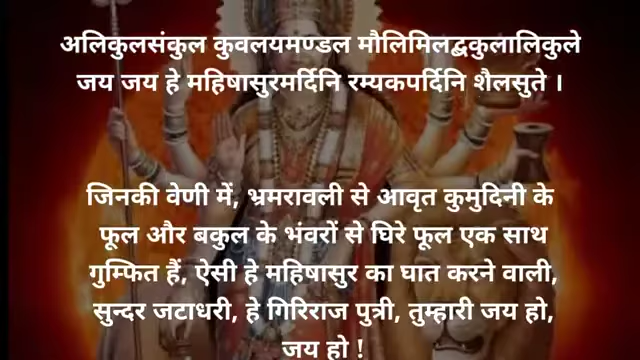 अलिकुलसंकुल कुवलयमण्डल मौलिमिलद्बकुलालिकुले
जय जय हे महिषासुरमर्दिनि रम्यकपर्दिनि शैलसुते ।
जिनकी वेणी में, भ्रमरावली से आवृत कुमुदिनी के
फूल और बकुल के भंवरों से घिरे फूल एक साथ
गुम्फित हैं, ऐसी हे महिषासुर का घात करने वाली,
सुन्दर जटाधरी, हे गिरिराज पुत्री, तुम्हारी जय हो,
जय हो !